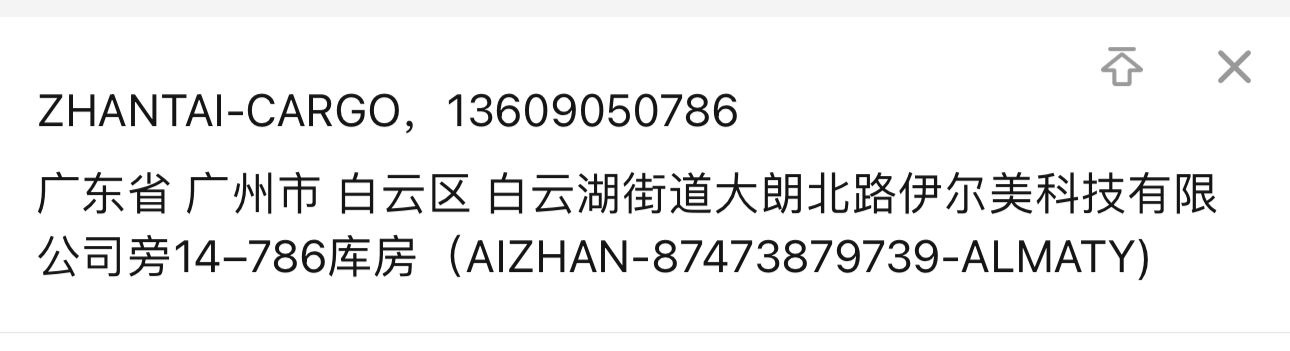 ZHANTAI-CARGO，13609050786
广东省 广州市 白云区 白云湖街道大朗北路伊尔美科技有限
公司旁14–786库房（AIZHAN-87473879739-ALMATY)